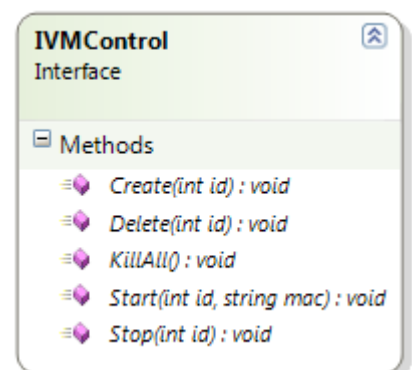 IVMControl
Interface
Methods
Create(int id) : void
Delete(int id) : void
KillAll() : void
Start(int id, string mac) : void
Stop(int id) : void